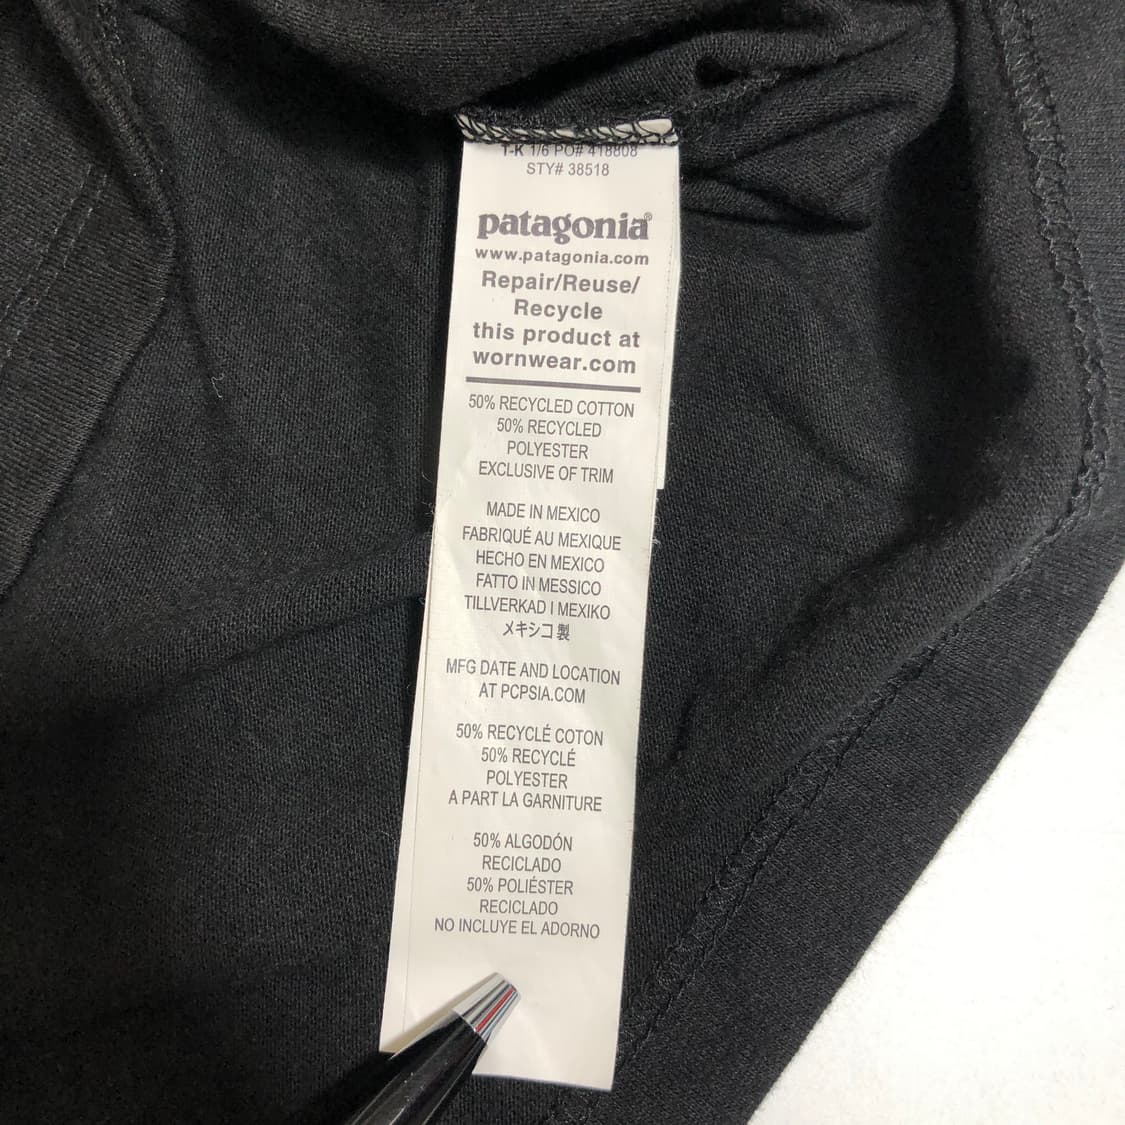 T-K 1/6 PO# 418808
STY# 38518
patagonia®
www.patagonia.com
Repair/Reuse/
Recycle
this product at
wornwear.com
50% RECYCLED COTTON
50% RECYCLED
POLYESTER
EXCLUSIVE OF TRIM
MADE IN MEXICO
FABRIQUÉ AU MEXIQUE
HECHO EN MEXICO
FATTO IN MESSICO
TILLVERKAD I MEXIKO
メキシコ製
MFG DATE AND LOCATION
AT PCPSIA.COM
50% RECYCLÉ COTON
50% RECYCLÉ
POLYESTER
A PART LA GARNITURE
50% ALGODÓN
RECICLADO
50% POLIÉSTER
RECICLADO
NO INCLUYE EL ADORNO